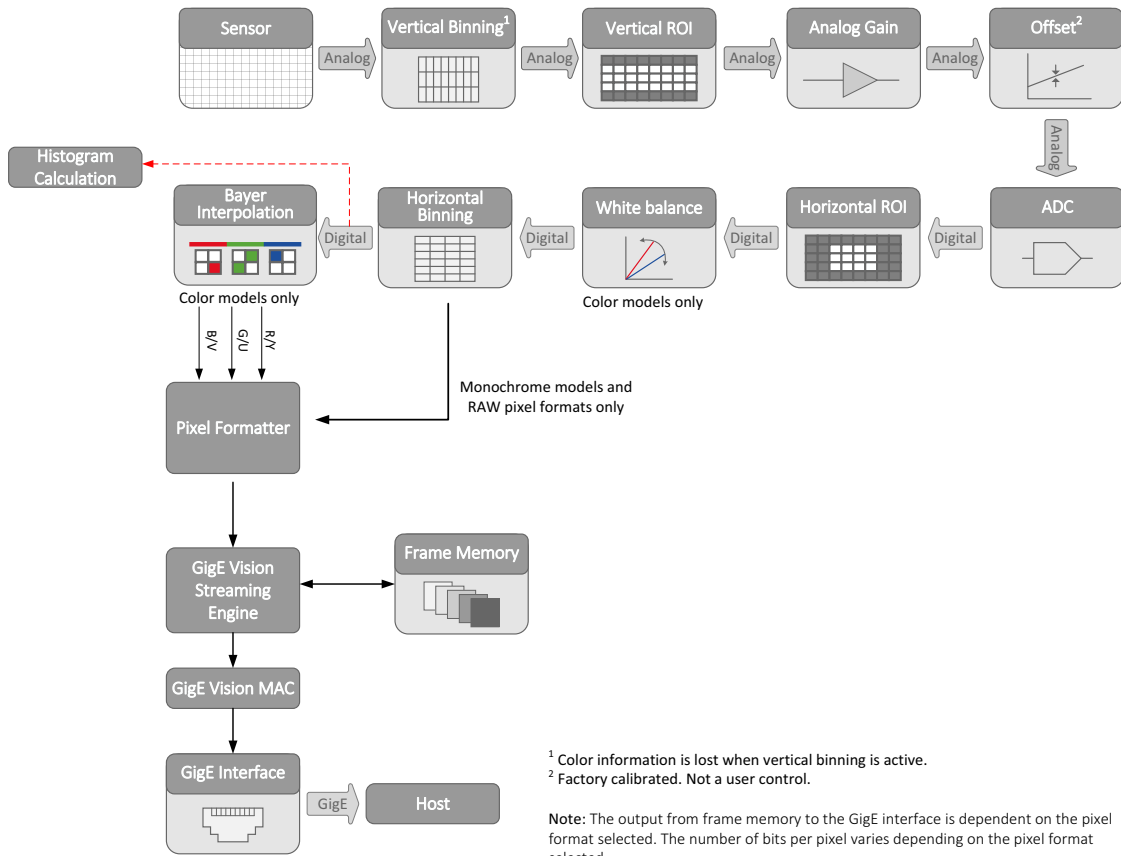 Sensor
Analog
Vertical Binning¹
Analog
Vertical ROI
Analog
Analog Gain
Analog
Offset²
Analog
Histogram
Calculation
Bayer
Interpolation
Digital
Horizontal
Binning
Digital
White balance
Digital
Horizontal ROI
Digital
ADC
Color models only
Color models only
B/V
G/U
R/Y
Monochrome models and
RAW pixel formats only
Pixel Formatter
Frame Memory
GigE Vision
Streaming
Engine
GigE Vision MAC
GigE Interface
GigE
Host
¹ Color information is lost when vertical binning is active.
² Factory calibrated. Not a user control.
Note: The output from frame memory to the GigE interface is dependent on the pixel
format selected. The number of bits per pixel varies depending on the pixel format